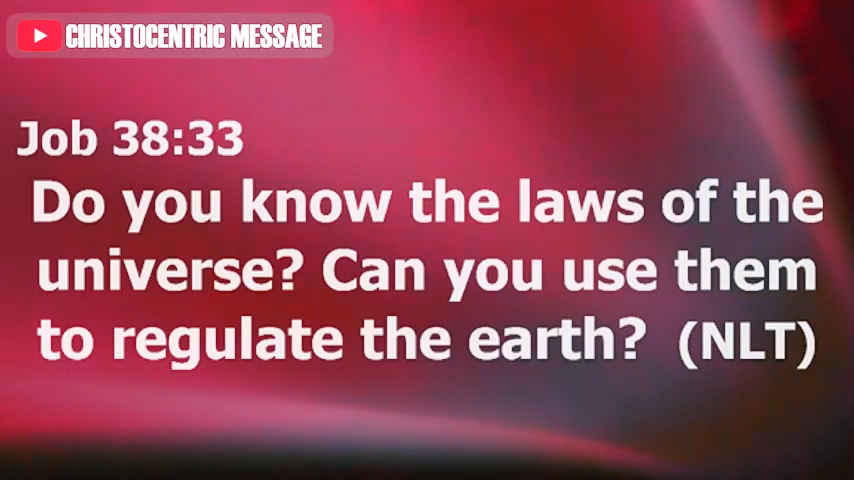 CHRISTOCENTRIC MESSAGE
Job 38:33
Do you know the laws of the
universe? Can you use them
to regulate the earth? (NLT)